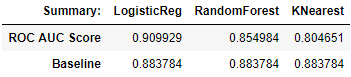 Summary: LogisticReg RandomForest KNearest
ROC AUC Score 0.909929 0.854984 0.804651
Baseline 0.883784 0.883784 0.883784